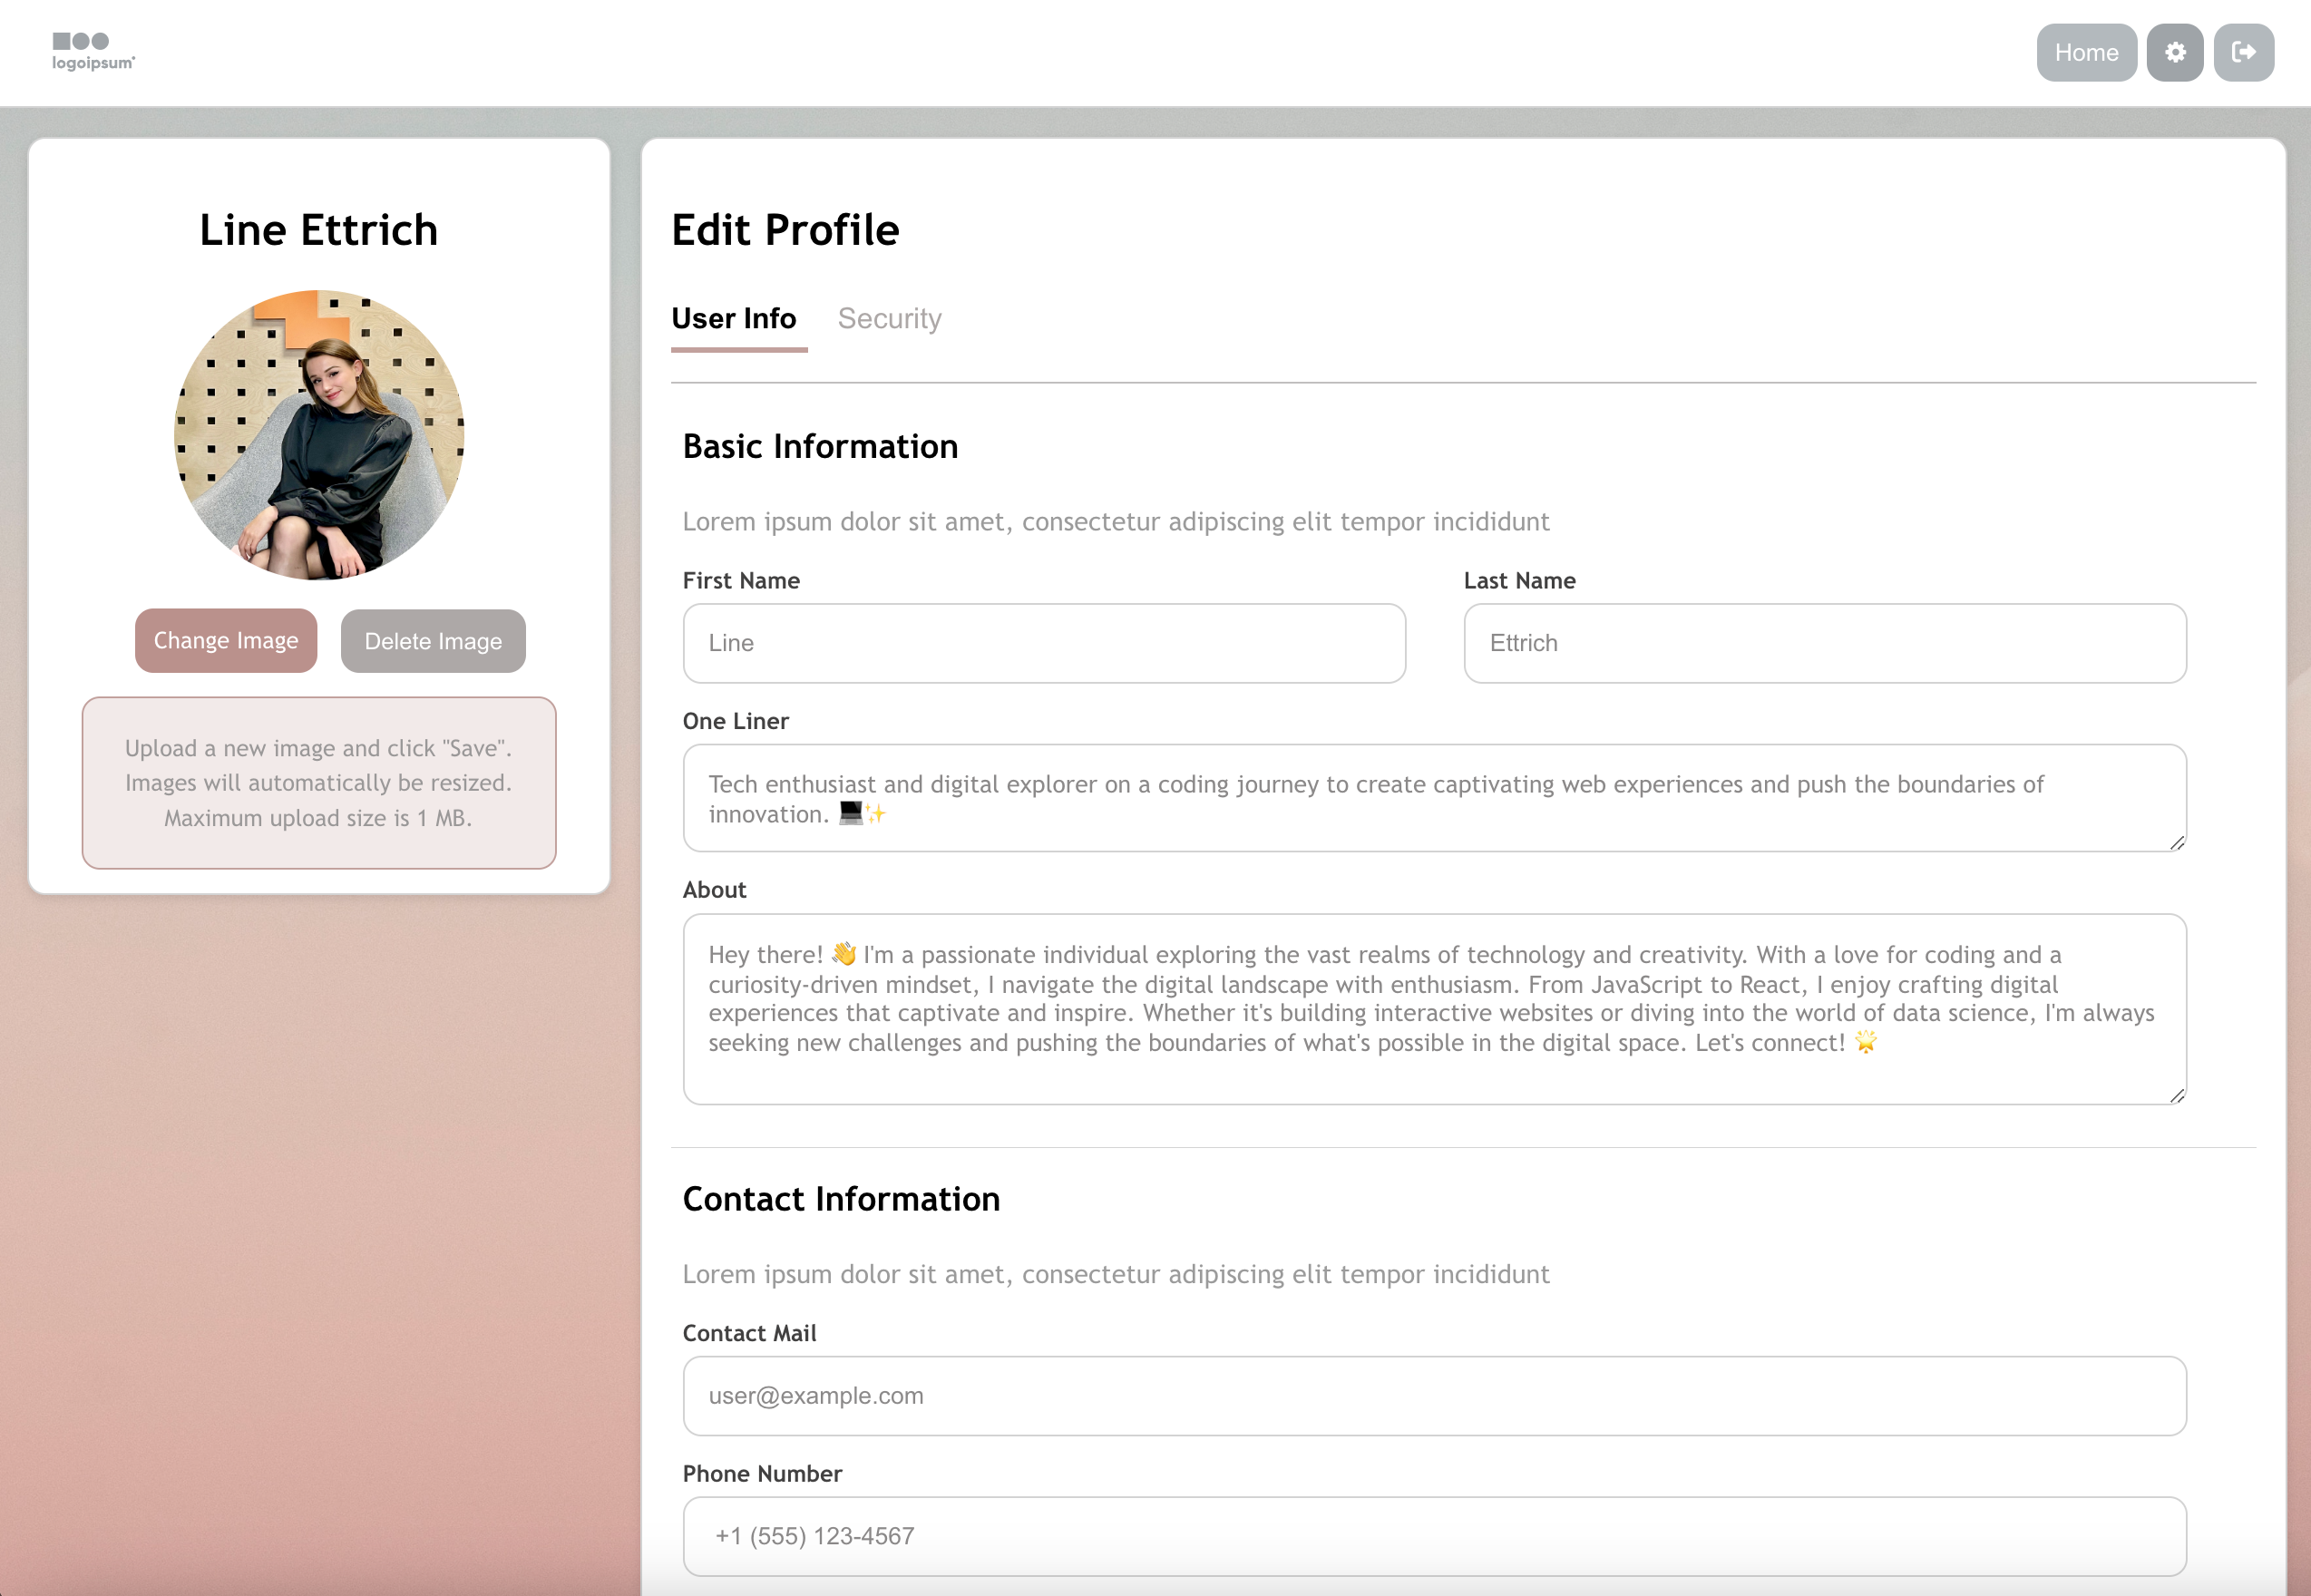 logoipsum
Home
Line Ettrich
Change Image
Delete Image
Upload a new image and click "Save".
Images will automatically be resized.
Maximum upload size is 1 MB.
Edit Profile
User Info
Security
Basic Information
Lorem ipsum dolor sit amet, consectetur adipiscing elit tempor incididunt
First Name
Last Name
Line
Ettrich
One Liner
Tech enthusiast and digital explorer on a coding journey to create captivating web experiences and push the boundaries of
innovation. 💻✨
About
Hey there! 👋 I'm a passionate individual exploring the vast realms of technology and creativity. With a love for coding and a
curiosity-driven mindset, I navigate the digital landscape with enthusiasm. From JavaScript to React, I enjoy crafting digital
experiences that captivate and inspire. Whether it's building interactive websites or diving into the world of data science, I'm always
seeking new challenges and pushing the boundaries of what's possible in the digital space. Let's connect! 🌟
Contact Information
Lorem ipsum dolor sit amet, consectetur adipiscing elit tempor incididunt
Contact Mail
user@example.com
Phone Number
+1 (555) 123-4567